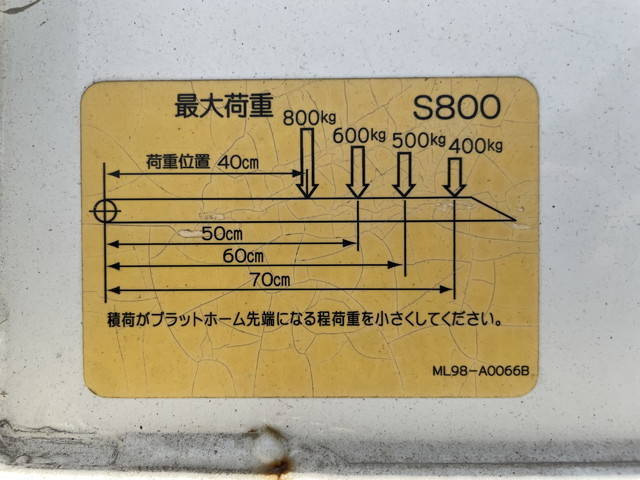 最大荷重 S800
800kg
600kg
500kg
400kg
荷重位置 40cm
50cm
60cm
70cm
積荷がプラットホーム先端になる程荷重を小さくしてください。
ML98-A0066B